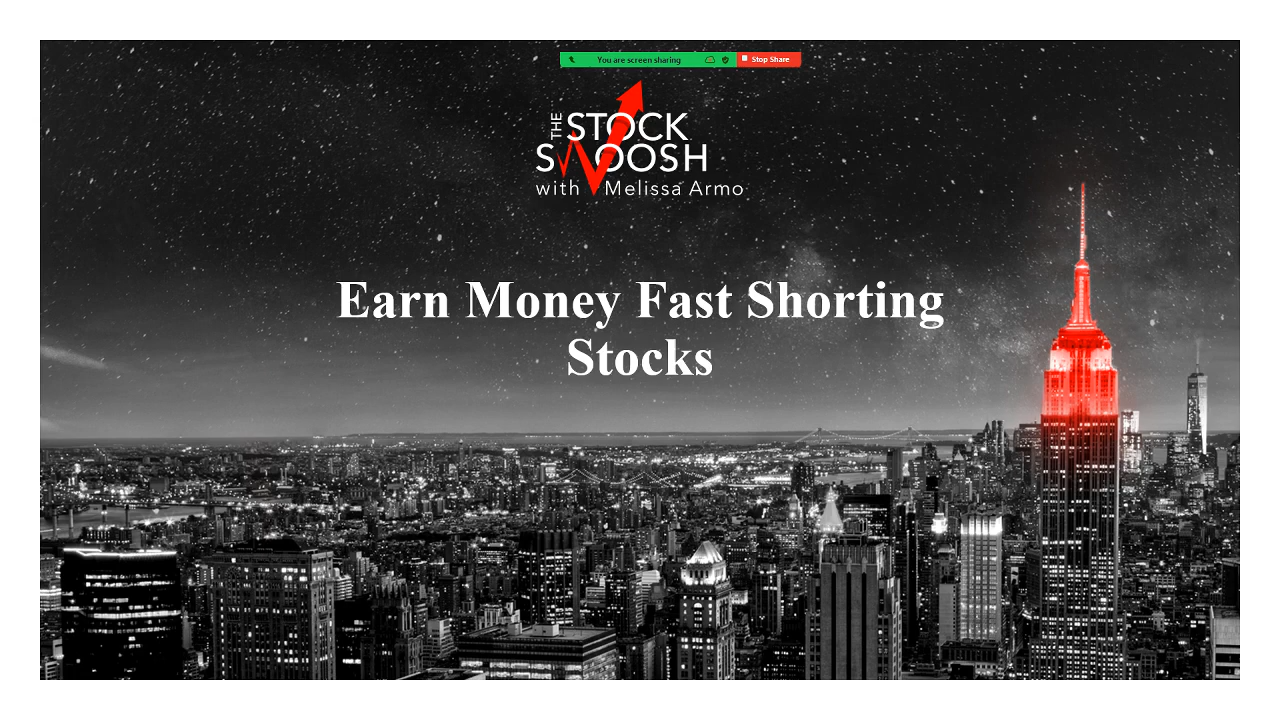 You are screen sharing Stop Share
THE STOCK
SWOOSH
with Melissa Armo
Earn Money Fast Shorting
Stocks